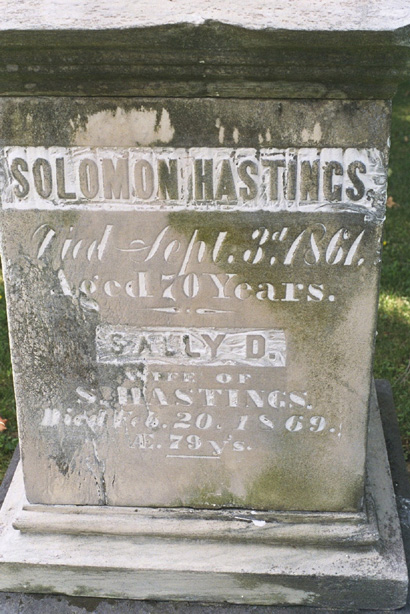 SOLOMON HASTINGS,
Died Sept. 3.d 1861.
Aged 70 Years.
SALLY D.
WIFE OF
S. HASTINGS.
Died Feb. 20. 1869.
Æ. 79 y's.